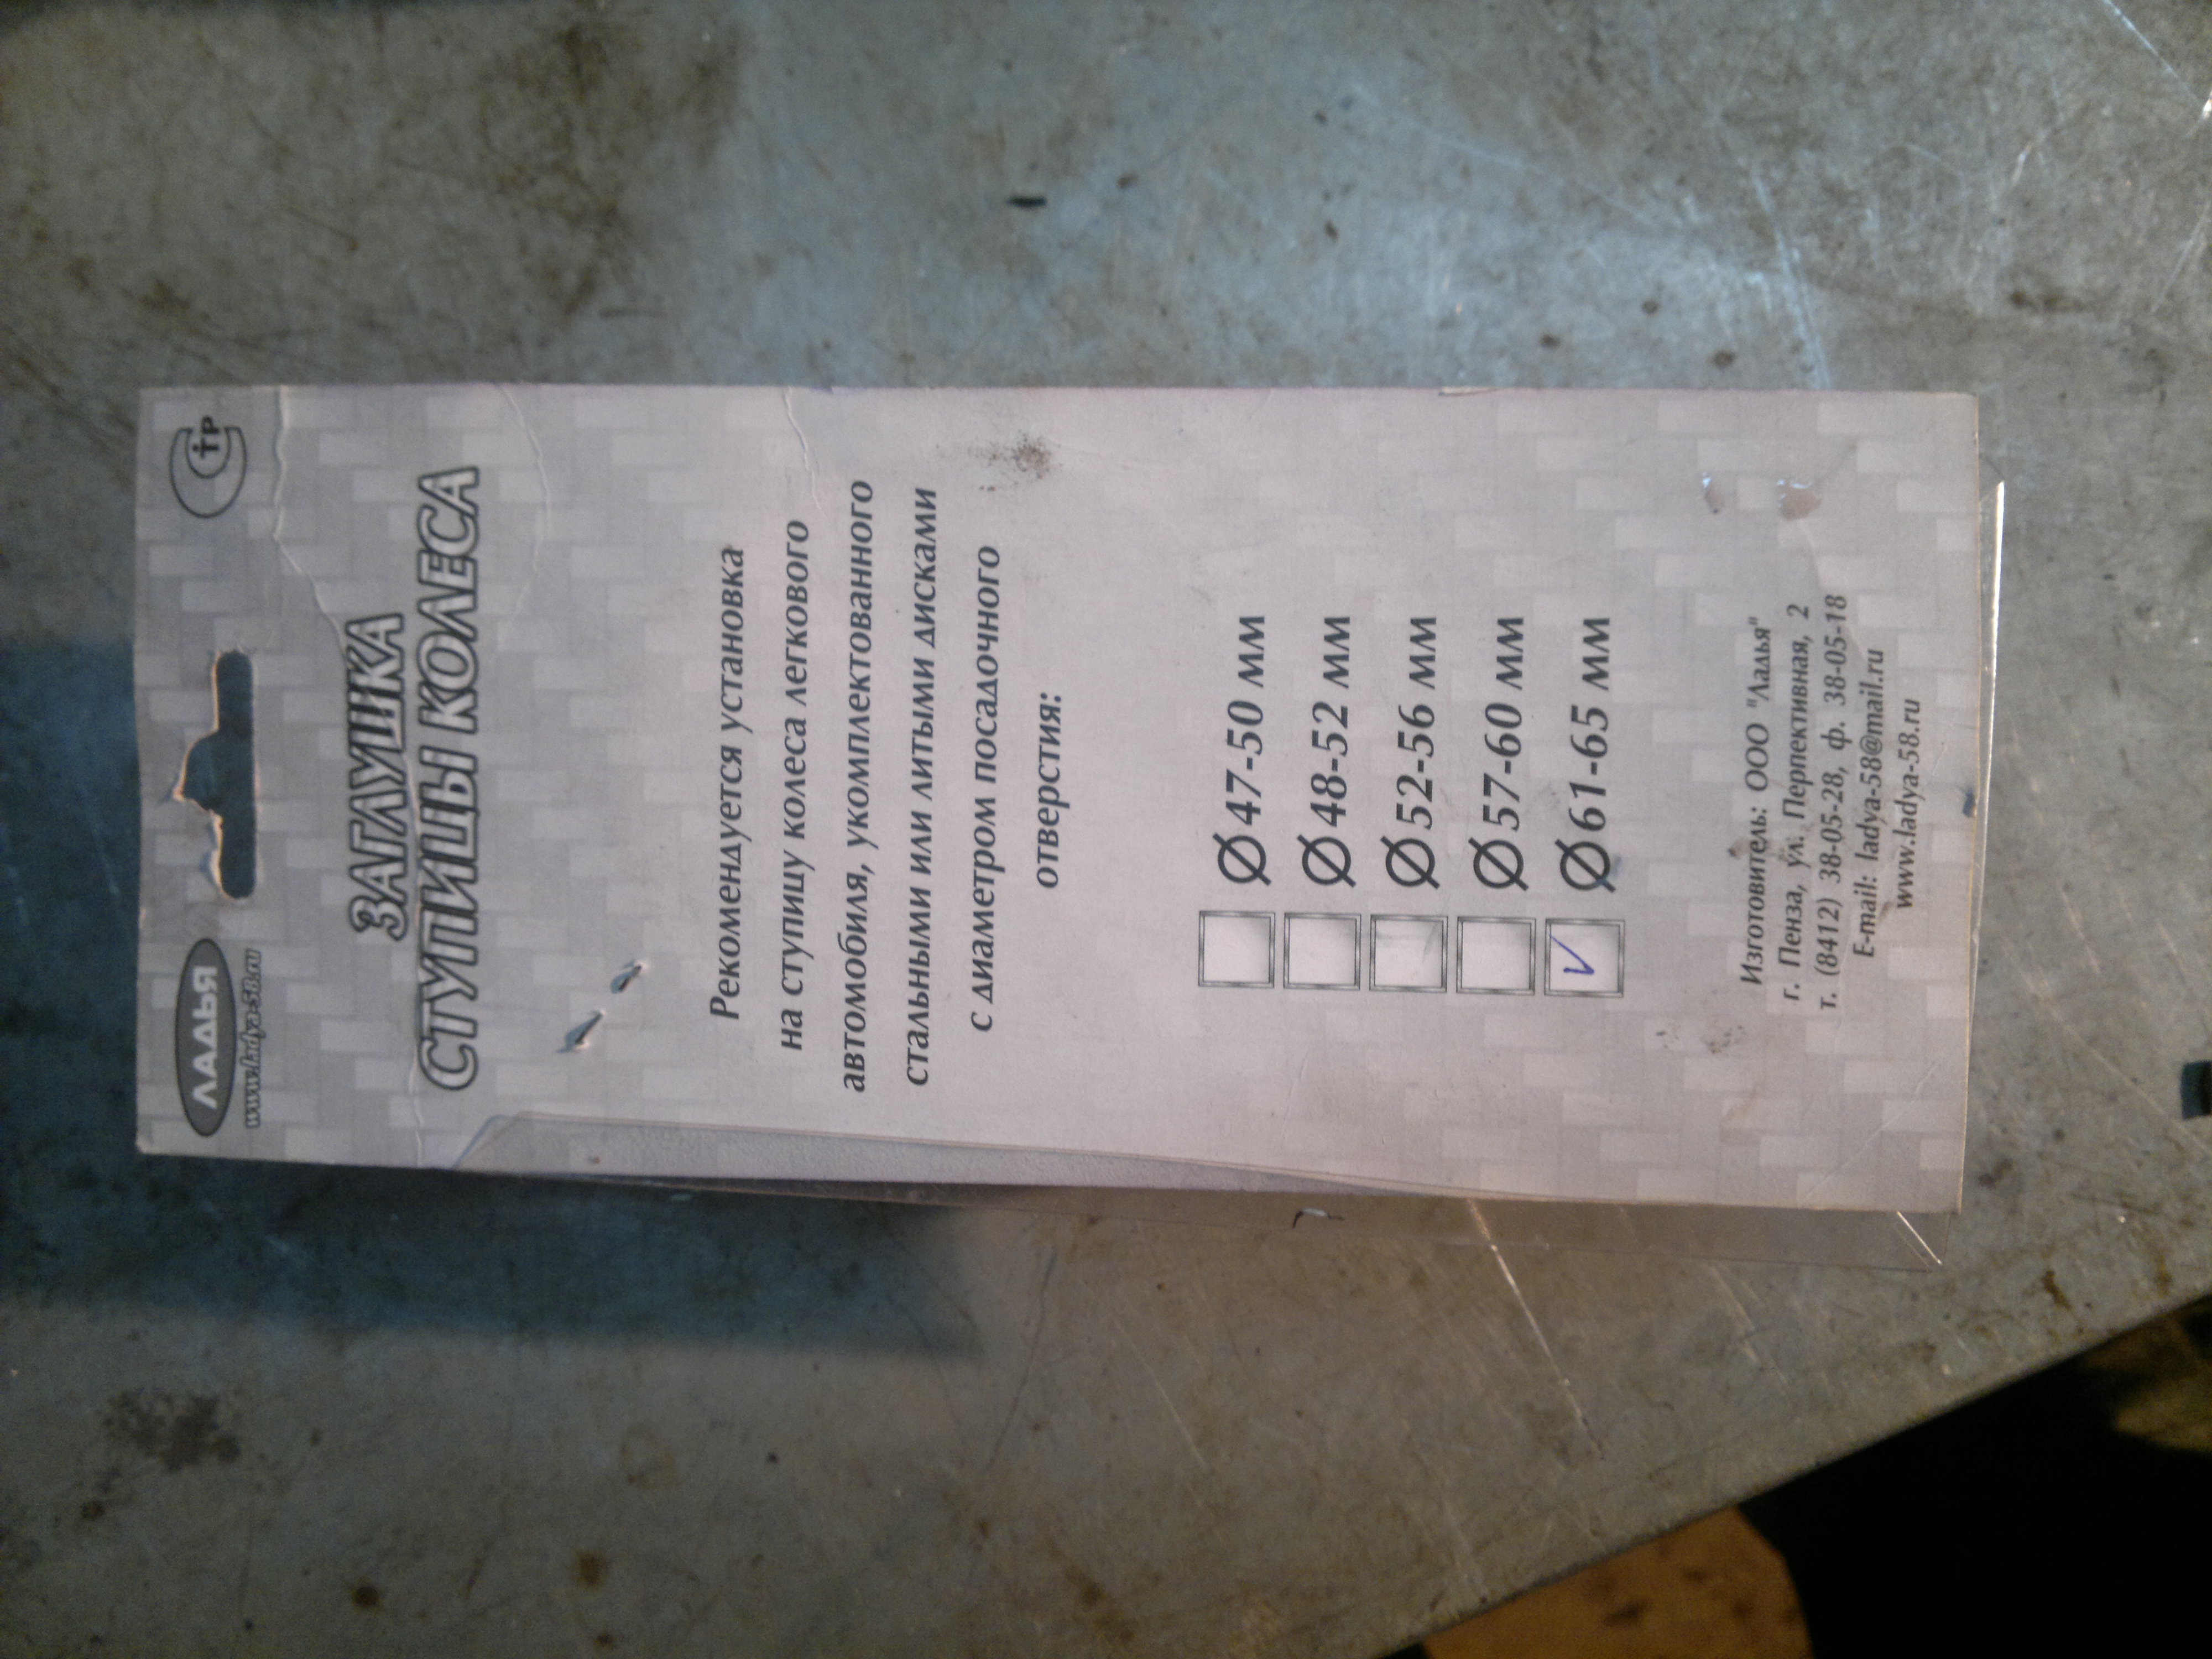 ЛАДЬЯ
www.ladya-58.ru
ЗАГЛУШКА
СТУПИЦЫ КОЛЕСА
Рекомендуется установка
на ступицу колеса легкового
автомобиля, укомплектованного
стальными или литыми дисками
с диаметром посадочного
отверстия:
Ø47-50 мм
Ø48-52 мм
Ø52-56 мм
Ø57-60 мм
Ø61-65 мм
Изготовитель: ООО "Ладья"
г. Пенза, ул. Перпективная, 2
т. (8412) 38-05-28, ф. 38-05-18
E-mail: ladya-58@mail.ru
www.ladya-58.ru